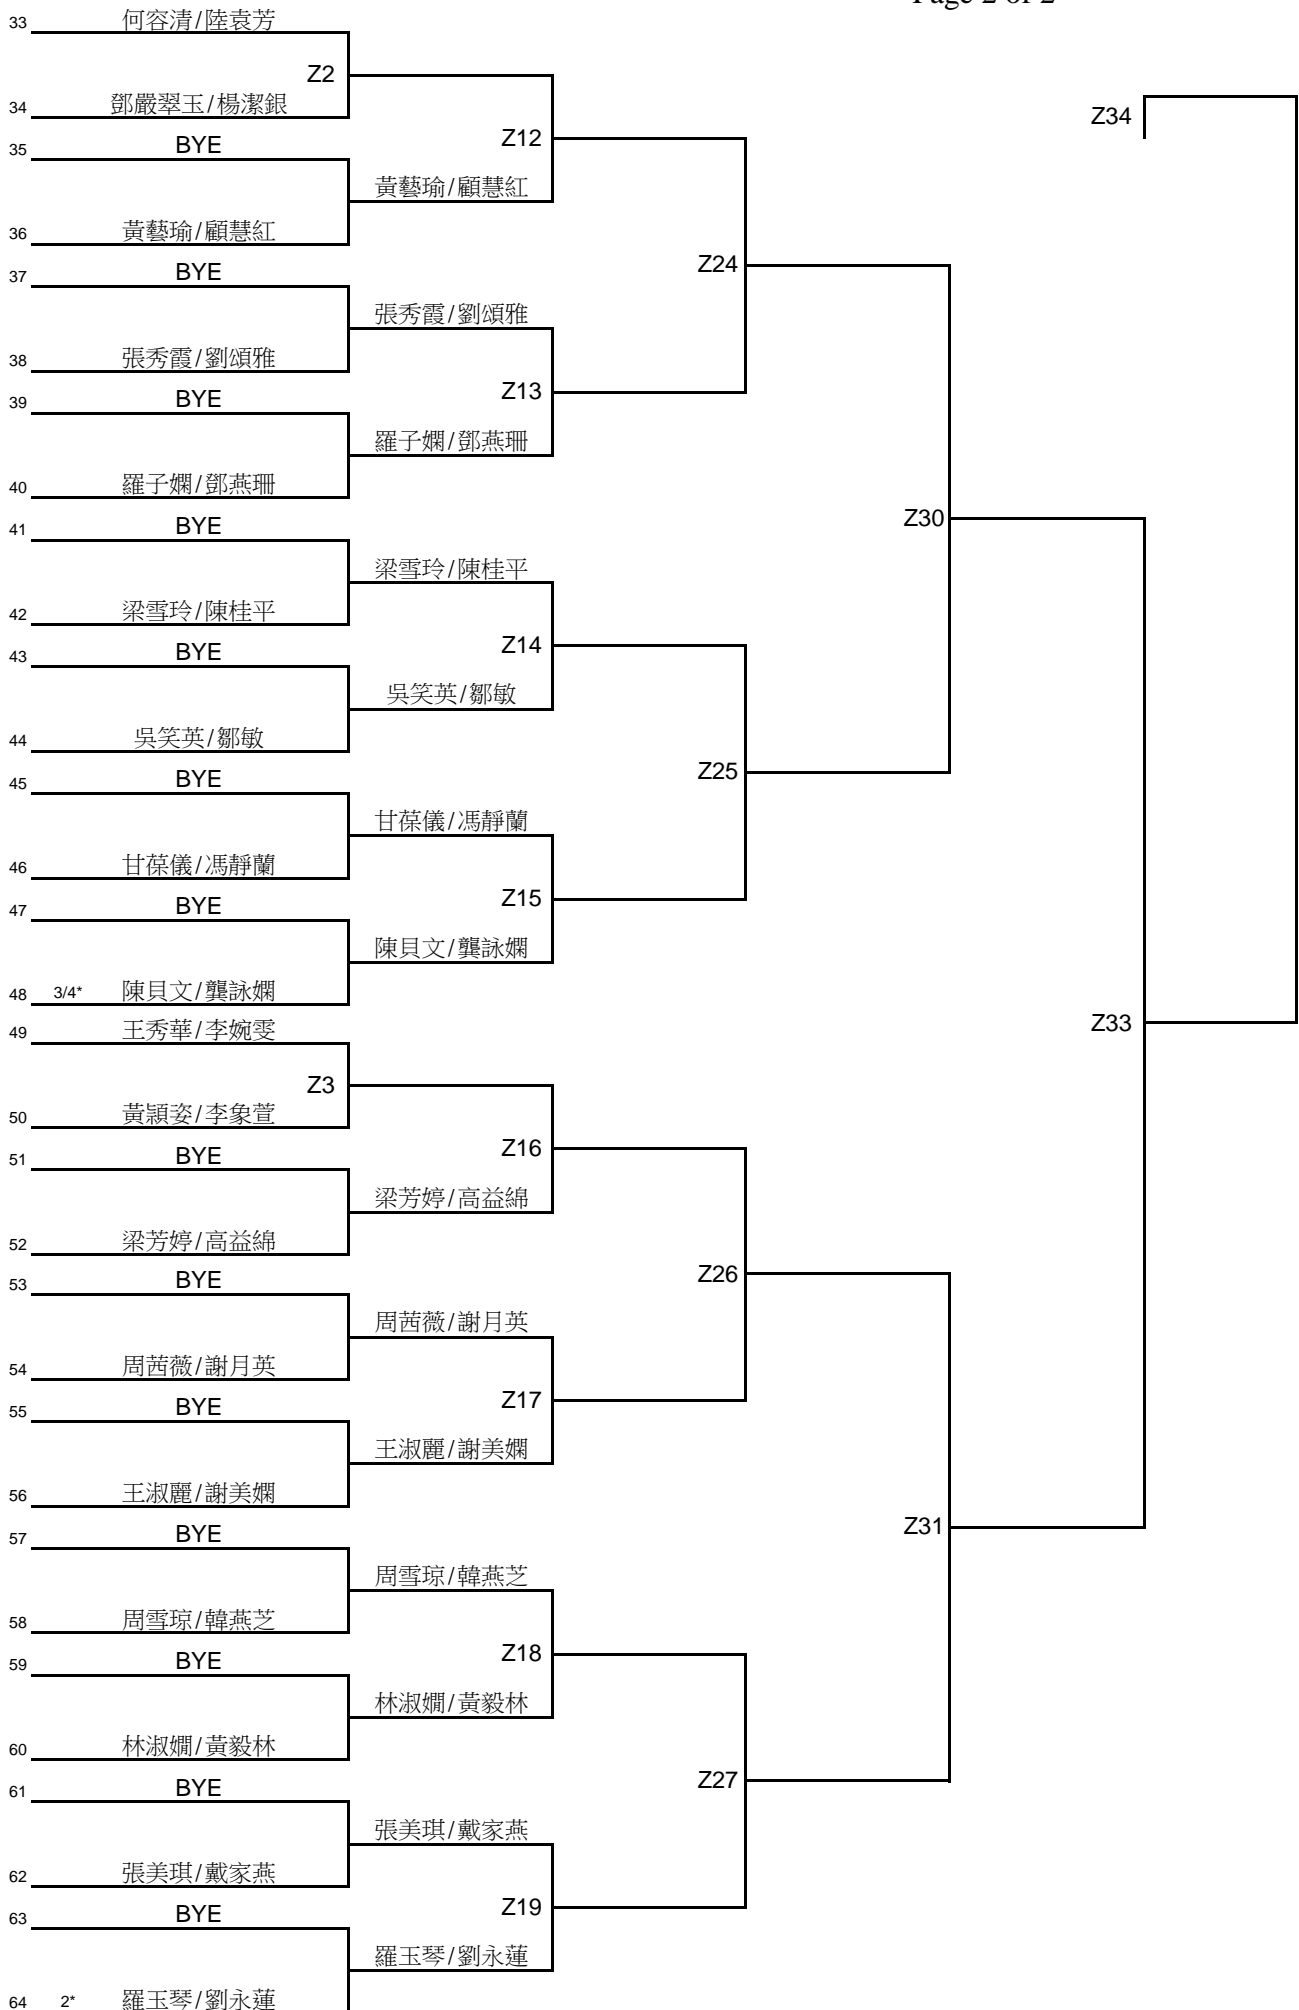 Page 2 of 2
33 何容清/陸袁芳
Z2
34 鄧嚴翠玉/楊潔銀
Z34
35 BYE
Z12
黃藝瑜/顧慧紅
36 黃藝瑜/顧慧紅
37 BYE
Z24
張秀霞/劉頌雅
38 張秀霞/劉頌雅
39 BYE
Z13
羅子嫻/鄧燕珊
40 羅子嫻/鄧燕珊
41 BYE
Z30
梁雪玲/陳桂平
42 梁雪玲/陳桂平
43 BYE
Z14
吳笑英/鄒敏
44 吳笑英/鄒敏
45 BYE
Z25
甘葆儀/馮靜蘭
46 甘葆儀/馮靜蘭
47 BYE
Z15
陳貝文/龔詠嫻
48 3/4* 陳貝文/龔詠嫻
49 王秀華/李婉雯
Z33
Z3
50 黃頴姿/李象萱
51 BYE
Z16
梁芳婷/高益綿
52 梁芳婷/高益綿
53 BYE
Z26
周茜薇/謝月英
54 周茜薇/謝月英
55 BYE
Z17
王淑麗/謝美嫻
56 王淑麗/謝美嫻
57 BYE
Z31
周雪琼/韓燕芝
58 周雪琼/韓燕芝
59 BYE
Z18
林淑嫺/黃毅林
60 林淑嫺/黃毅林
61 BYE
Z27
張美琪/戴家燕
62 張美琪/戴家燕
63 BYE
Z19
羅玉琴/劉永蓮
64 2* 羅玉琴/劉永蓮